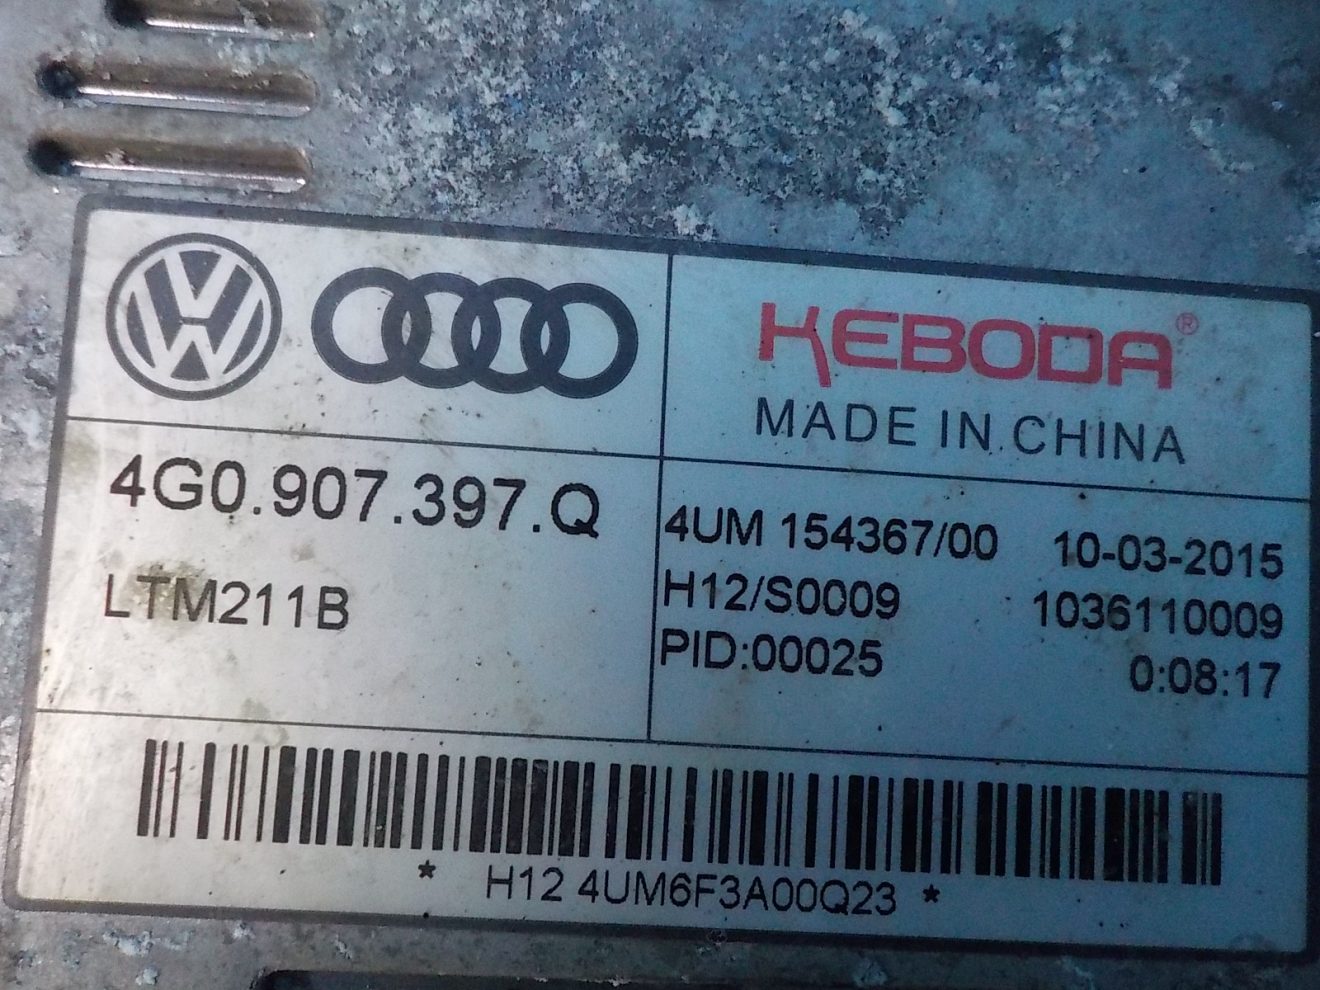 KEBODA®
MADE IN CHINA
4G0.907.397.Q
LTM211B
4UM 154367/00 10-03-2015
H12/S0009 1036110009
PID:00025 0:08:17
* H12 4UM6F3A00Q23 *